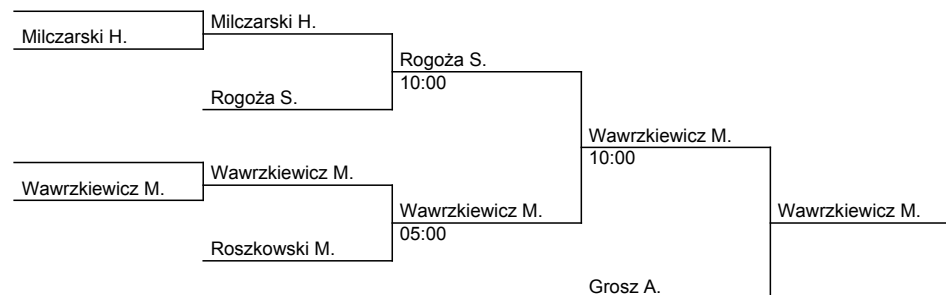 Milczarski H.
Milczarski H.
Rogoża S.
10:00
Rogoża S.
Wawrzkiewicz M.
10:00
Wawrzkiewicz M.
Wawrzkiewicz M.
Wawrzkiewicz M.
05:00
Wawrzkiewicz M.
Roszkowski M.
Grosz A.